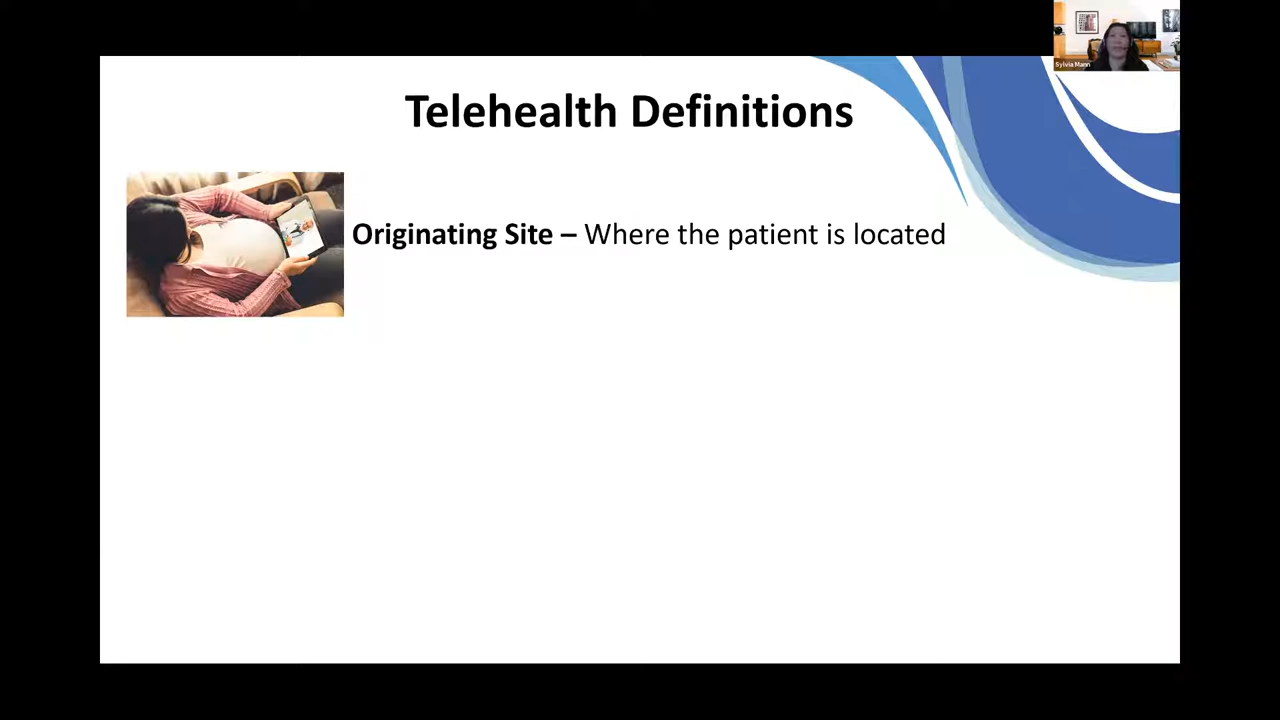 Sylvia Mann
Telehealth Definitions
Originating Site – Where the patient is located